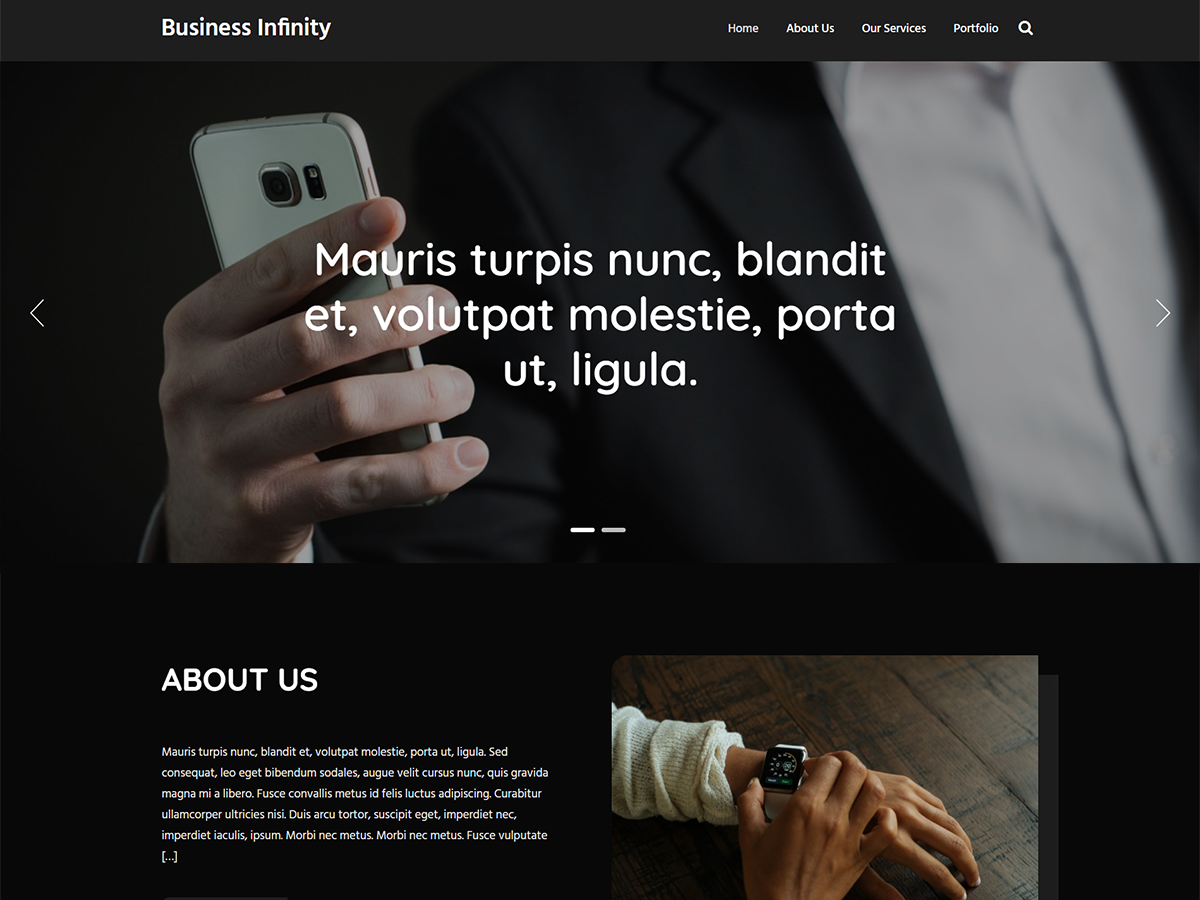 Business Infinity
Home About Us Our Services Portfolio
Mauris turpis nunc, blandit
et, volutpat molestie, porta
ut, ligula.
ABOUT US
Mauris turpis nunc, blandit et, volutpat molestie, porta ut, ligula. Sed
consequat, leo eget bibendum sodales, augue velit cursus nunc, quis gravida
magna mi a libero. Fusce convallis metus id felis luctus adipiscing. Curabitur
ullamcorper ultricies nisi. Duis arcu tortor, suscipit eget, imperdiet nec,
imperdiet iaculis, ipsum. Morbi nec metus. Morbi nec metus. Fusce vulputate
[…]